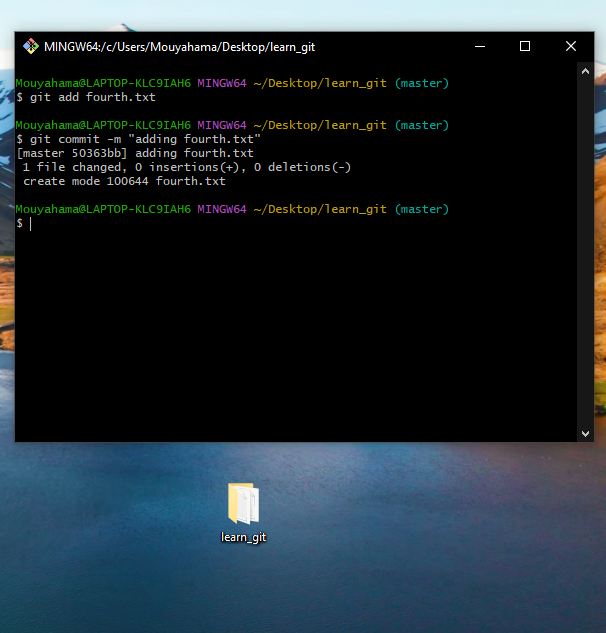 MINGW64:/c/Users/Mouyahama/Desktop/learn_git
Mouyahama@LAPTOP-KLC9IAH6 MINGW64 ~/Desktop/learn_git (master)
$ git add fourth.txt
Mouyahama@LAPTOP-KLC9IAH6 MINGW64 ~/Desktop/learn_git (master)
$ git commit -m "adding fourth.txt"
[master 50363bb] adding fourth.txt
1 file changed, 0 insertions(+), 0 deletions(-)
create mode 100644 fourth.txt
Mouyahama@LAPTOP-KLC9IAH6 MINGW64 ~/Desktop/learn_git (master)
$
learn_git